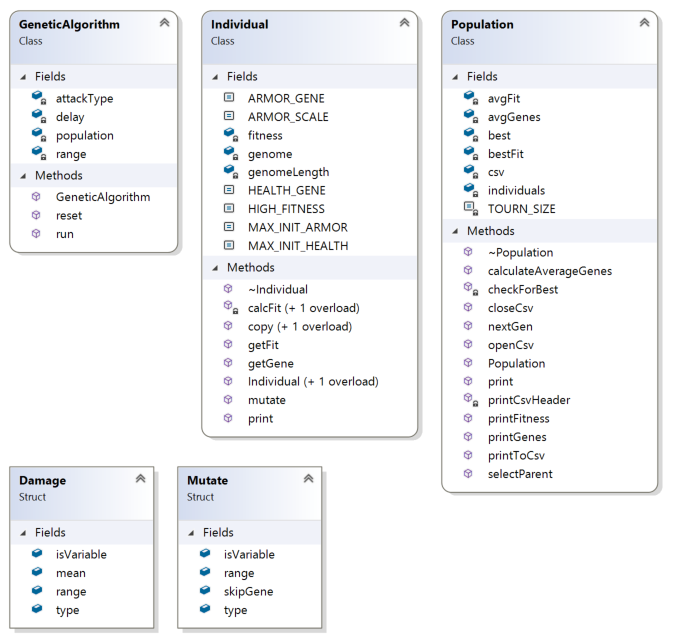 GeneticAlgorithm
Class
Fields
attackType
delay
population
range
Methods
GeneticAlgorithm
reset
run
Individual
Class
Fields
ARMOR_GENE
ARMOR_SCALE
fitness
genome
genomeLength
HEALTH_GENE
HIGH_FITNESS
MAX_INIT_ARMOR
MAX_INIT_HEALTH
Methods
~Individual
calcFit (+ 1 overload)
copy (+ 1 overload)
getFit
getGene
Individual (+ 1 overload)
mutate
print
Population
Class
Fields
avgFit
avgGenes
best
bestFit
csv
individuals
TOURN_SIZE
Methods
~Population
calculateAverageGenes
checkForBest
closeCsv
nextGen
openCsv
Population
print
printCsvHeader
printFitness
printGenes
printToCsv
selectParent
Damage
Struct
Fields
isVariable
mean
range
type
Mutate
Struct
Fields
isVariable
range
skipGene
type